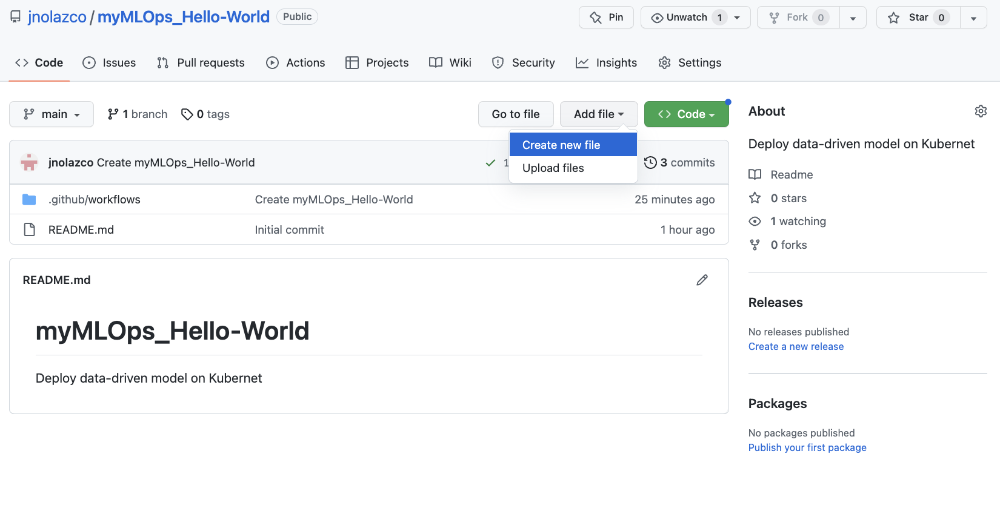 jnolazco / myMLOps_Hello-World Public
Pin Unwatch 1 Fork 0 Star 0
Code Issues Pull requests Actions Projects Wiki Security Insights Settings
main 1 branch 0 tags Go to file Add file Code
Create new file
Upload files
jnolazco Create myMLOps_Hello-World 3 commits
.github/workflows Create myMLOps_Hello-World 25 minutes ago
README.md Initial commit 1 hour ago
README.md
myMLOps_Hello-World
Deploy data-driven model on Kubernet
About
Deploy data-driven model on Kubernet
Readme
0 stars
1 watching
0 forks
Releases
No releases published
Create a new release
Packages
No packages published
Publish your first package